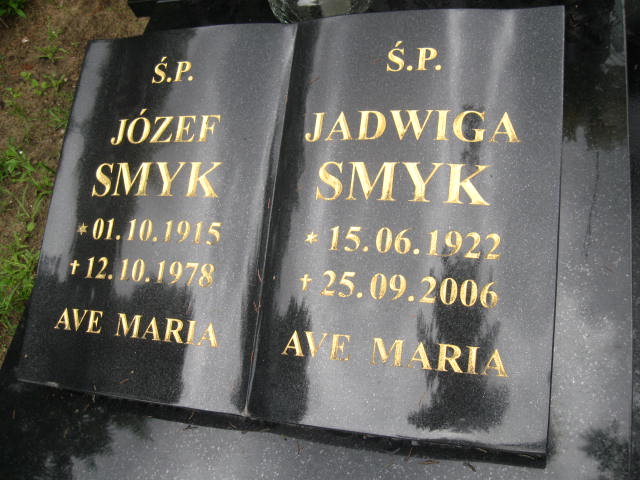 Ś.P.
JÓZEF
SMYK
* 01.10.1915
† 12.10.1978
AVE MARIA
Ś.P.
JADWIGA
SMYK
* 15.06.1922
† 25.09.2006
AVE MARIA